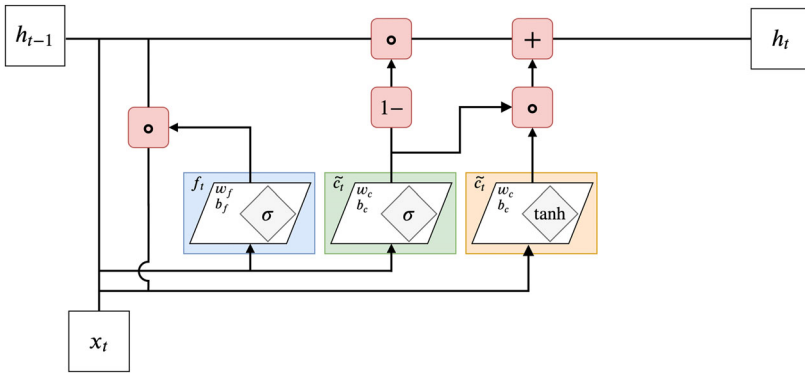 h_{t-1}
∘
+
h_t
∘
1−
∘
f_t
w_f
b_f
σ
c̃_t
w_c
b_c
σ
c̃_t
w_c
b_c
tanh
x_t